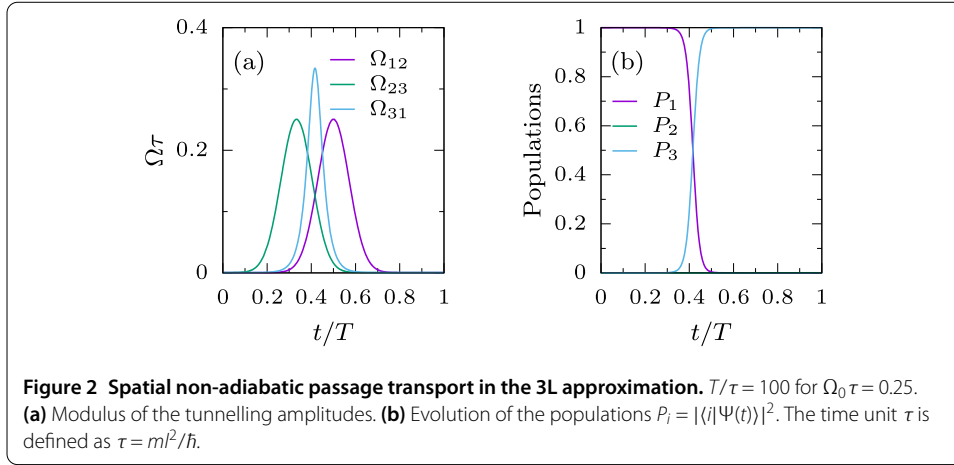 (a)
Ω₁₂
Ω₂₃
Ω₃₁
0.4
0.2
0
Ωτ
0 0.2 0.4 0.6 0.8 1
t/T
(b)
P₁
P₂
P₃
1
0.8
0.6
0.4
0.2
0
Populations
0 0.2 0.4 0.6 0.8 1
t/T
Figure 2 Spatial non-adiabatic passage transport in the 3L approximation. T/τ = 100 for Ω₀τ = 0.25.
(a) Modulus of the tunnelling amplitudes. (b) Evolution of the populations Pᵢ = |⟨i|Ψ(t)⟩|². The time unit τ is
defined as τ = ml²/ħ.